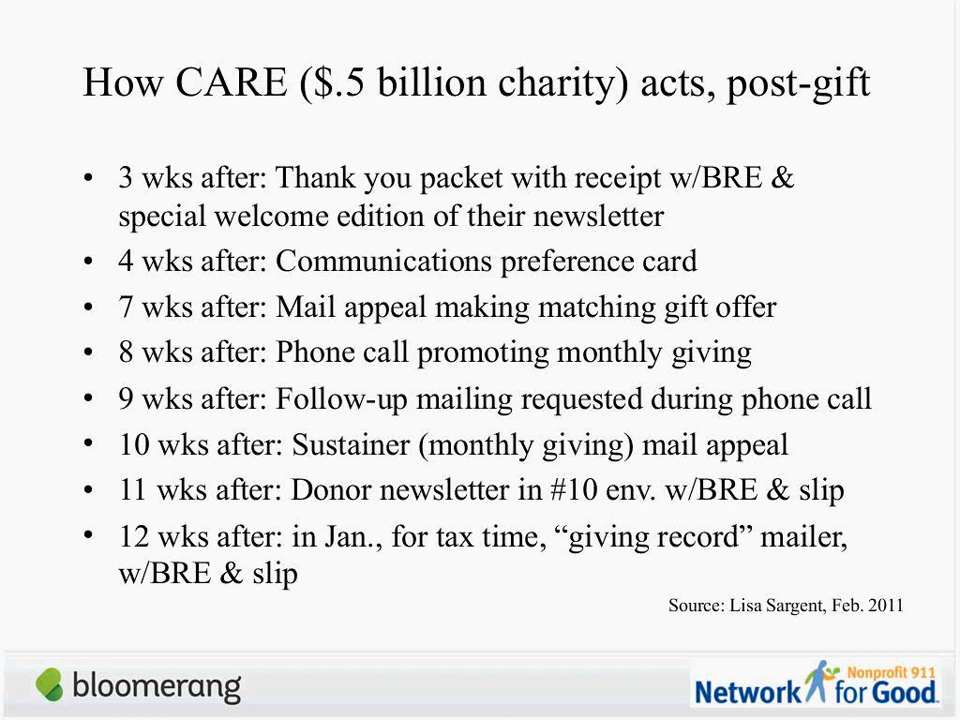 How CARE ($.5 billion charity) acts, post-gift
• 3 wks after: Thank you packet with receipt w/BRE &
special welcome edition of their newsletter
• 4 wks after: Communications preference card
• 7 wks after: Mail appeal making matching gift offer
• 8 wks after: Phone call promoting monthly giving
• 9 wks after: Follow-up mailing requested during phone call
• 10 wks after: Sustainer (monthly giving) mail appeal
• 11 wks after: Donor newsletter in #10 env. w/BRE & slip
• 12 wks after: in Jan., for tax time, “giving record” mailer,
w/BRE & slip
Source: Lisa Sargent, Feb. 2011
bloomerang
Nonprofit 911
Network for Good.